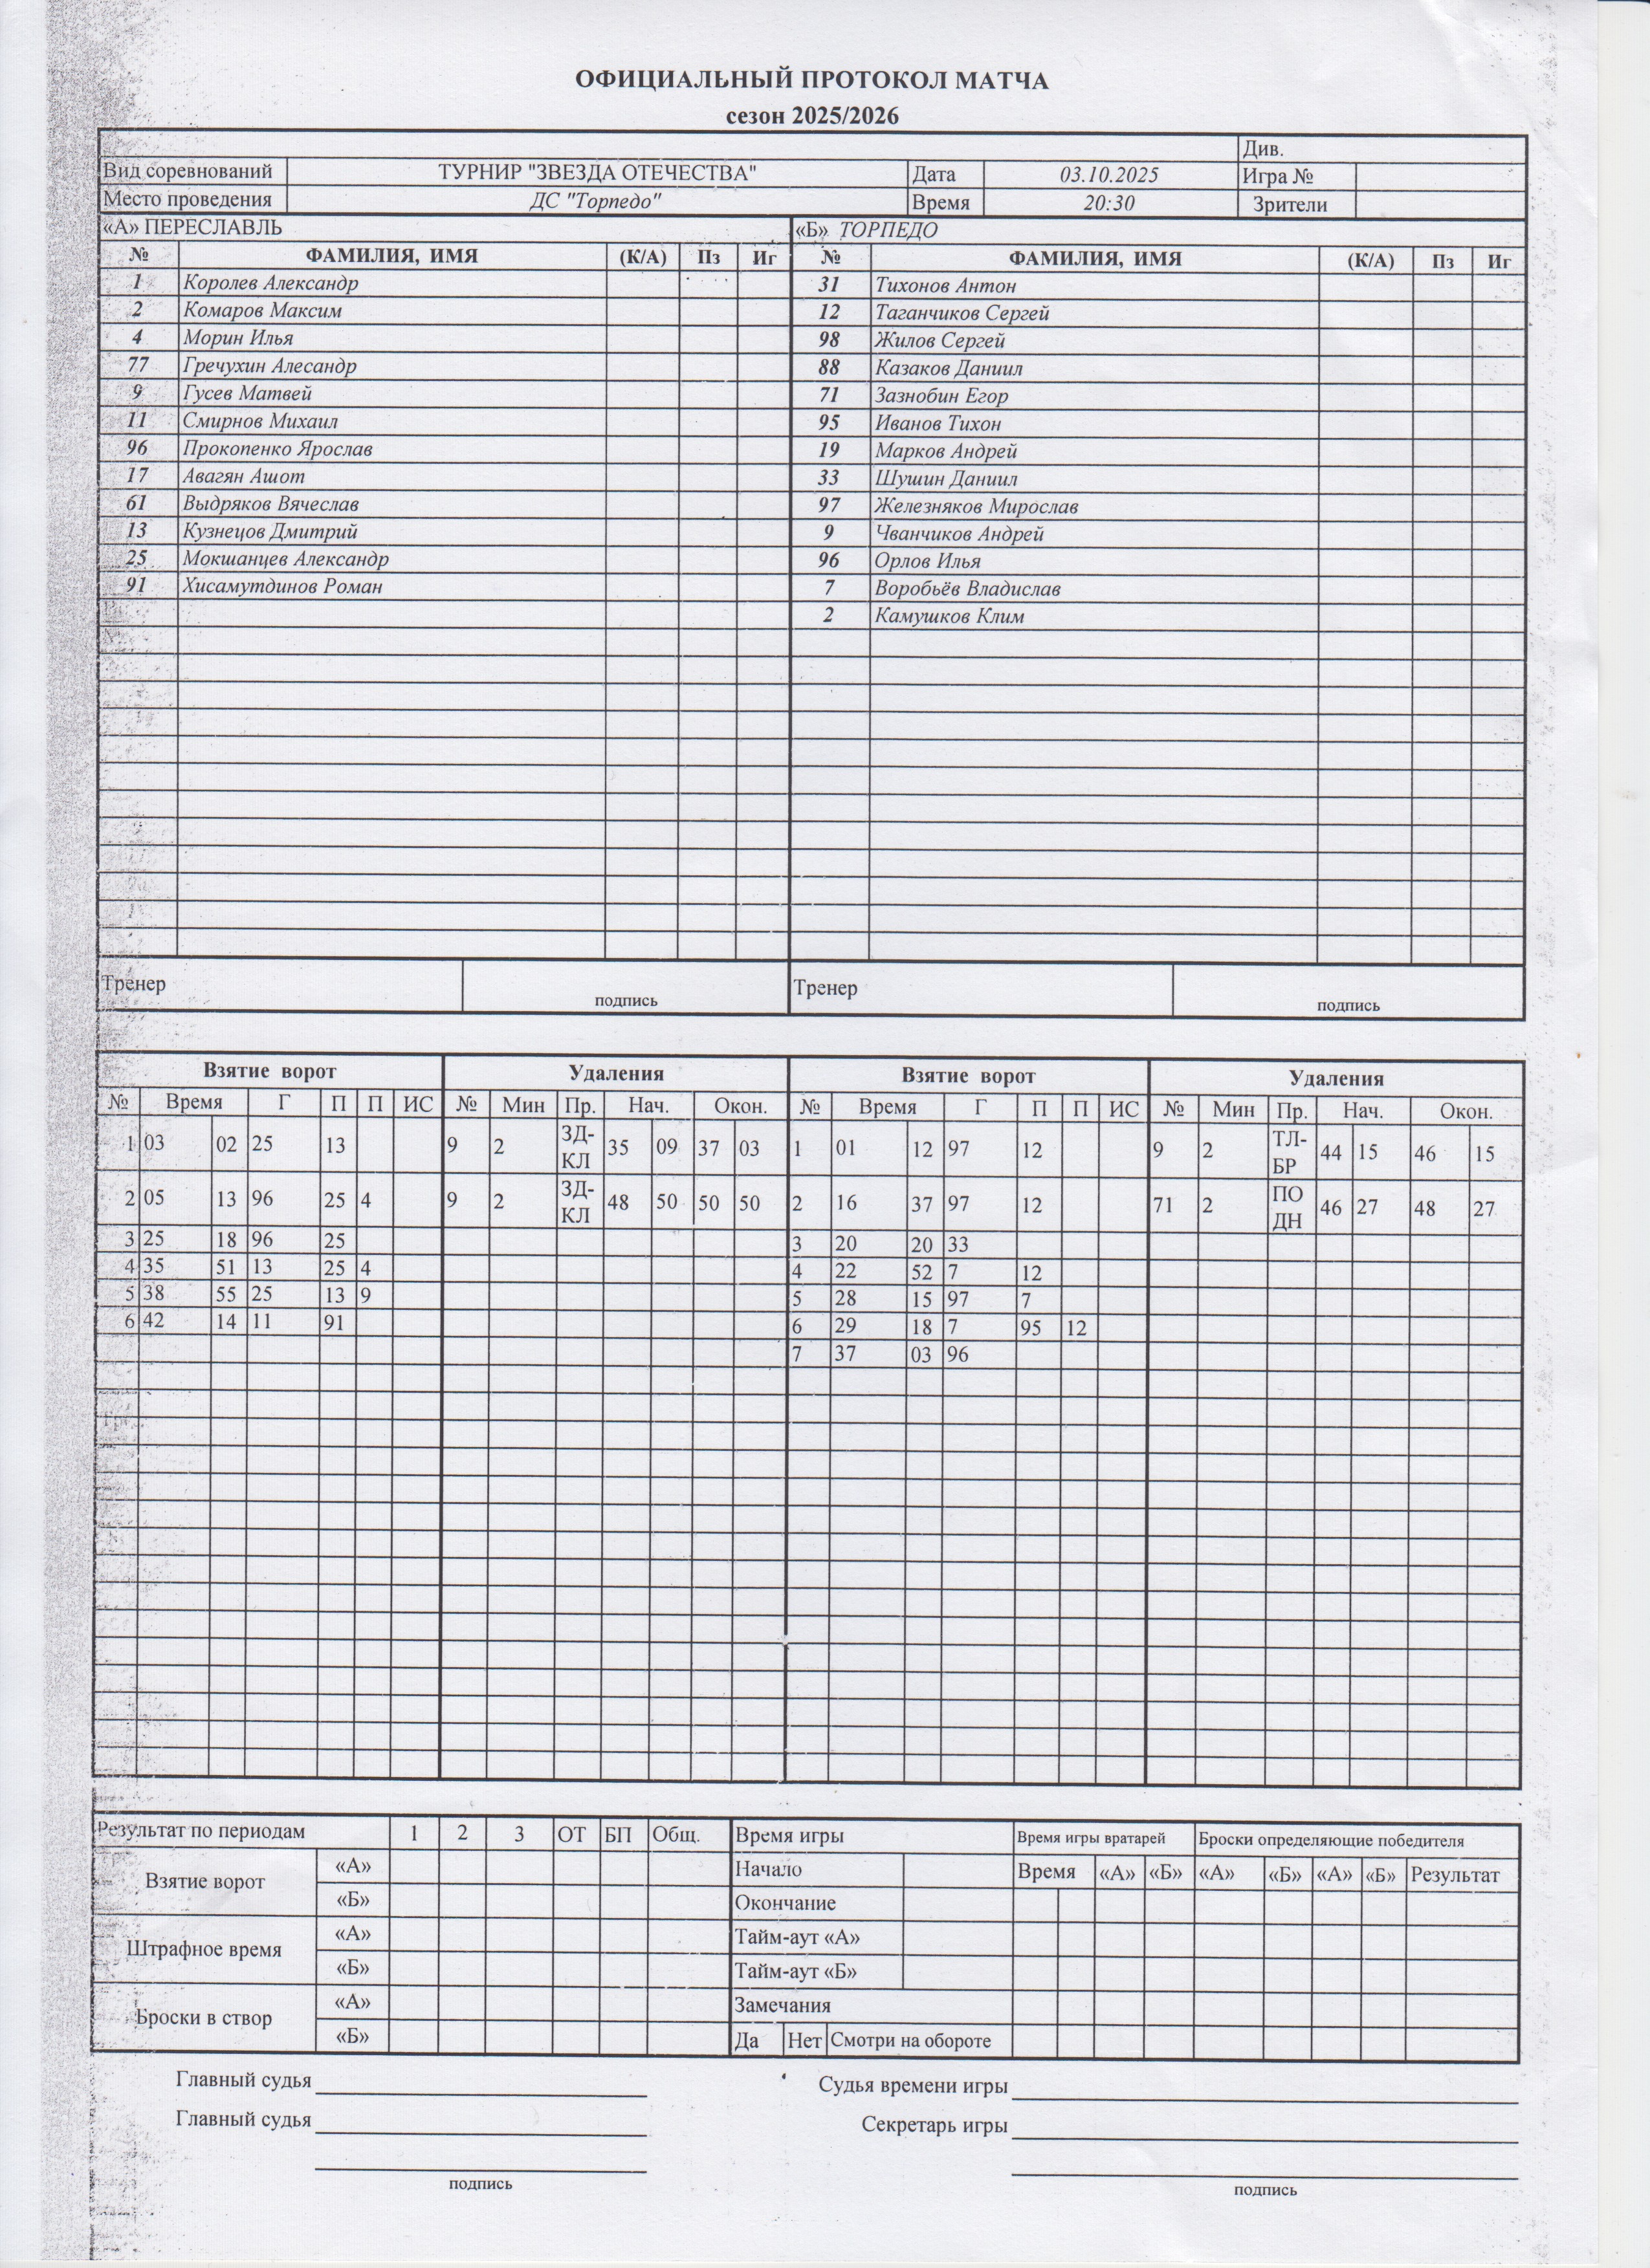 ОФИЦИАЛЬНЫЙ ПРОТОКОЛ МАТЧА
сезон 2025/2026
Див.
Вид соревнований ТУРНИР "ЗВЕЗДА ОТЕЧЕСТВА" Дата 03.10.2025 Игра №
Место проведения ДС "Торпедо" Время 20:30 Зрители
«А» ПЕРЕСЛАВЛЬ «Б» ТОРПЕДО
№ ФАМИЛИЯ, ИМЯ (К/А) Пз Иг № ФАМИЛИЯ, ИМЯ (К/А) Пз Иг
1 Королев Александр 31 Тихонов Антон
2 Комаров Максим 12 Таганчиков Сергей
4 Морин Илья 98 Жилов Сергей
77 Гречухин Алесандр 88 Казаков Даниил
9 Гусев Матвей 71 Зазнобин Егор
11 Смирнов Михаил 95 Иванов Тихон
96 Прокопенко Ярослав 19 Марков Андрей
17 Авагян Ашот 33 Шушин Даниил
61 Выдряков Вячеслав 97 Железняков Мирослав
13 Кузнецов Дмитрий 9 Чванчиков Андрей
25 Мокшанцев Александр 96 Орлов Илья
91 Хисамутдинов Роман 7 Воробьёв Владислав
2 Камушков Клим
Тренер подпись Тренер подпись
Взятие ворот Удаления Взятие ворот Удаления
№ Время Г П П ИС № Мин Пр. Нач. Окон. № Время Г П П ИС № Мин Пр. Нач. Окон.
1 03 02 25 13 9 2 ЗД-КЛ 35 09 37 03 1 01 12 97 12 9 2 ТЛ-БР 44 15 46 15
2 05 13 96 25 4 9 2 ЗД-КЛ 48 50 50 50 2 16 37 97 12 71 2 ПОДН 46 27 48 27
3 25 18 96 25 3 20 20 33
4 35 51 13 25 4 4 22 52 7 12
5 38 55 25 13 9 5 28 15 97 7
6 42 14 11 91 6 29 18 7 95 12
7 37 03 96
Результат по периодам 1 2 3 ОТ БП Общ. Время игры Время игры вратарей Броски определяющие победителя
Взятие ворот «А» Начало Время «А» «Б» «А» «Б» «А» «Б» Результат
«Б» Окончание
Штрафное время «А» Тайм-аут «А»
«Б» Тайм-аут «Б»
Броски в створ «А» Замечания
«Б» Да Нет Смотри на обороте
Главный судья Судья времени игры
Главный судья Секретарь игры
подпись подпись